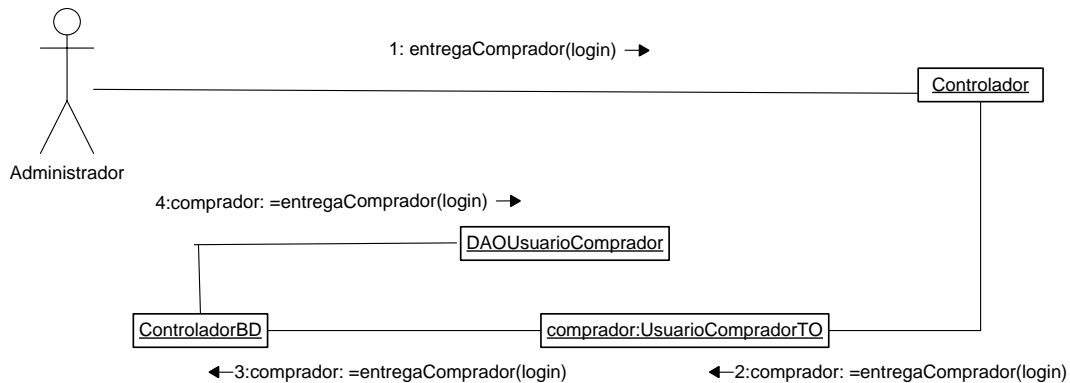 1: entregaComprador(login)
Controlador
Administrador
4:comprador: =entregaComprador(login)
DAOUsuarioComprador
ControladorBD
comprador:UsuarioCompradorTO
3:comprador: =entregaComprador(login)
2:comprador: =entregaComprador(login)